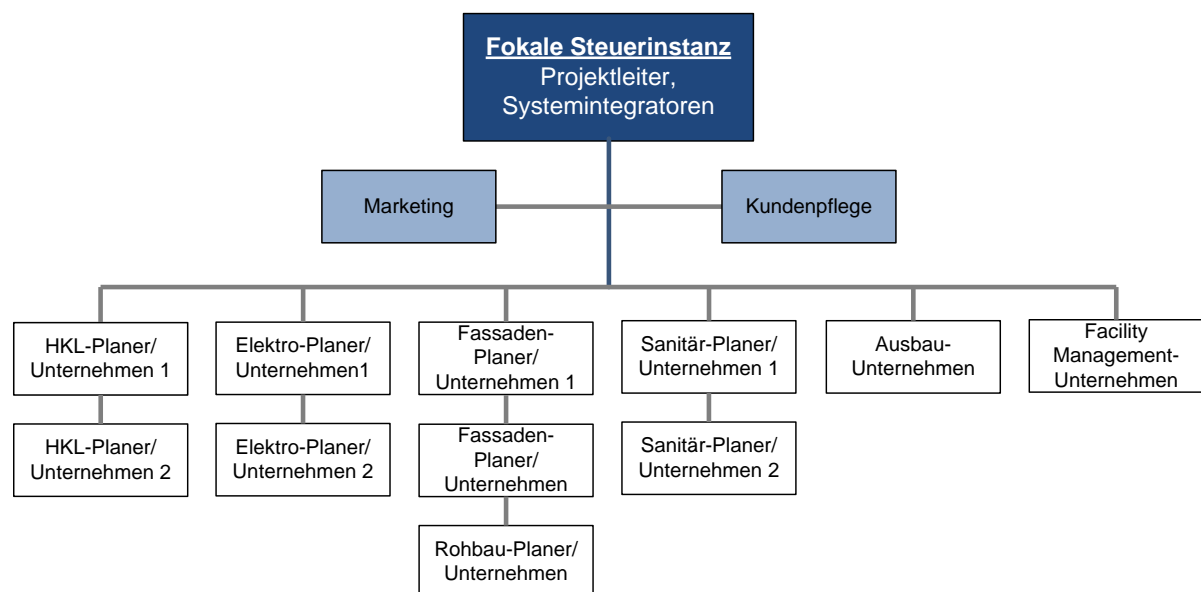 Fokale Steuerinstanz
Projektleiter,
Systemintegratoren
Marketing
Kundenpflege
HKL-Planer/
Unternehmen 1
Elektro-Planer/
Unternehmen1
Fassaden-
Planer/
Unternehmen 1
Sanitär-Planer/
Unternehmen 1
Ausbau-
Unternehmen
Facility
Management-
Unternehmen
HKL-Planer/
Unternehmen 2
Elektro-Planer/
Unternehmen 2
Fassaden-
Planer/
Unternehmen
Sanitär-Planer/
Unternehmen 2
Rohbau-Planer/
Unternehmen